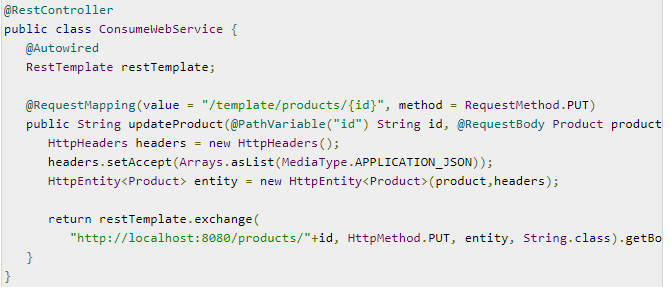 @RestController
public class ConsumeWebService {
@Autowired
RestTemplate restTemplate;
@RequestMapping(value = "/template/products/{id}", method = RequestMethod.PUT)
public String updateProduct(@PathVariable("id") String id, @RequestBody Product product
HttpHeaders headers = new HttpHeaders();
headers.setAccept(Arrays.asList(MediaType.APPLICATION_JSON));
HttpEntity<Product> entity = new HttpEntity<Product>(product,headers);
return restTemplate.exchange(
"http://localhost:8080/products/"+id, HttpMethod.PUT, entity, String.class).getBo
}
}